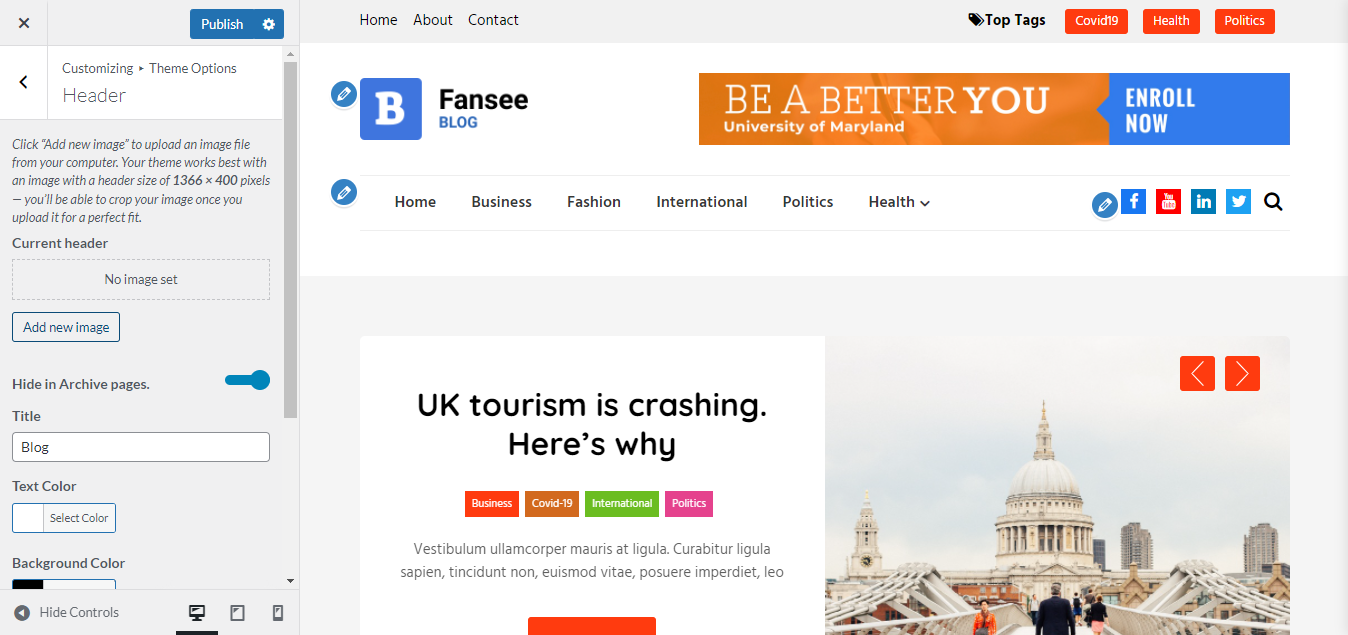 Publish
Customizing ▸ Theme Options
Header
Click “Add new image” to upload an image file
from your computer. Your theme works best with
an image with a header size of 1366 × 400 pixels
— you’ll be able to crop your image once you
upload it for a perfect fit.
Current header
No image set
Add new image
Hide in Archive pages.
Title
Blog
Text Color
Select Color
Background Color
Hide Controls
Home About Contact
Top Tags Covid19 Health Politics
B
Fansee
BLOG
BE A BETTER YOU
University of Maryland
ENROLL
NOW
Home Business Fashion International Politics Health
f You Tube in
UK tourism is crashing.
Here’s why
Business Covid-19 International Politics
Vestibulum ullamcorper mauris at ligula. Curabitur ligula
sapien, tincidunt non, euismod vitae, posuere imperdiet, leo